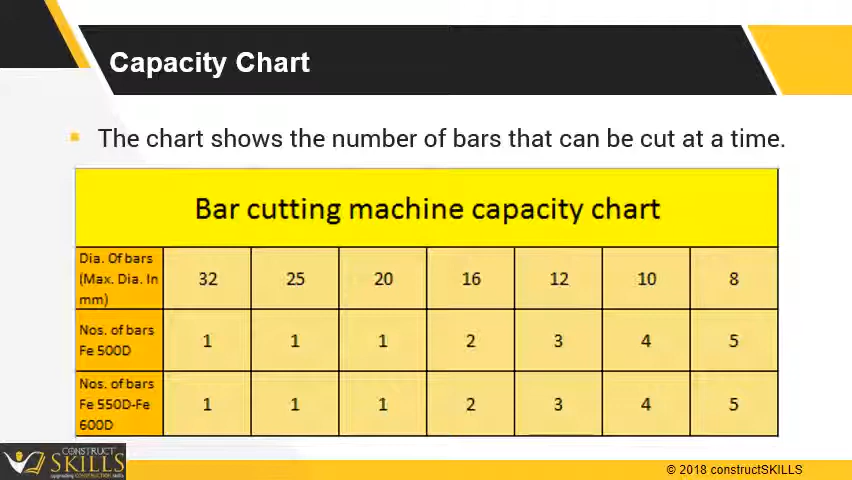 Capacity Chart
The chart shows the number of bars that can be cut at a time.
Bar cutting machine capacity chart
Dia. Of bars
(Max. Dia. In
mm)
32 25 20 16 12 10 8
Nos. of bars
Fe 500D
1 1 1 2 3 4 5
Nos. of bars
Fe 550D-Fe
600D
1 1 1 2 3 4 5
CONSTRUCT
SKILLS
upgrading CONSTRUCTION skills
© 2018 constructSKILLS